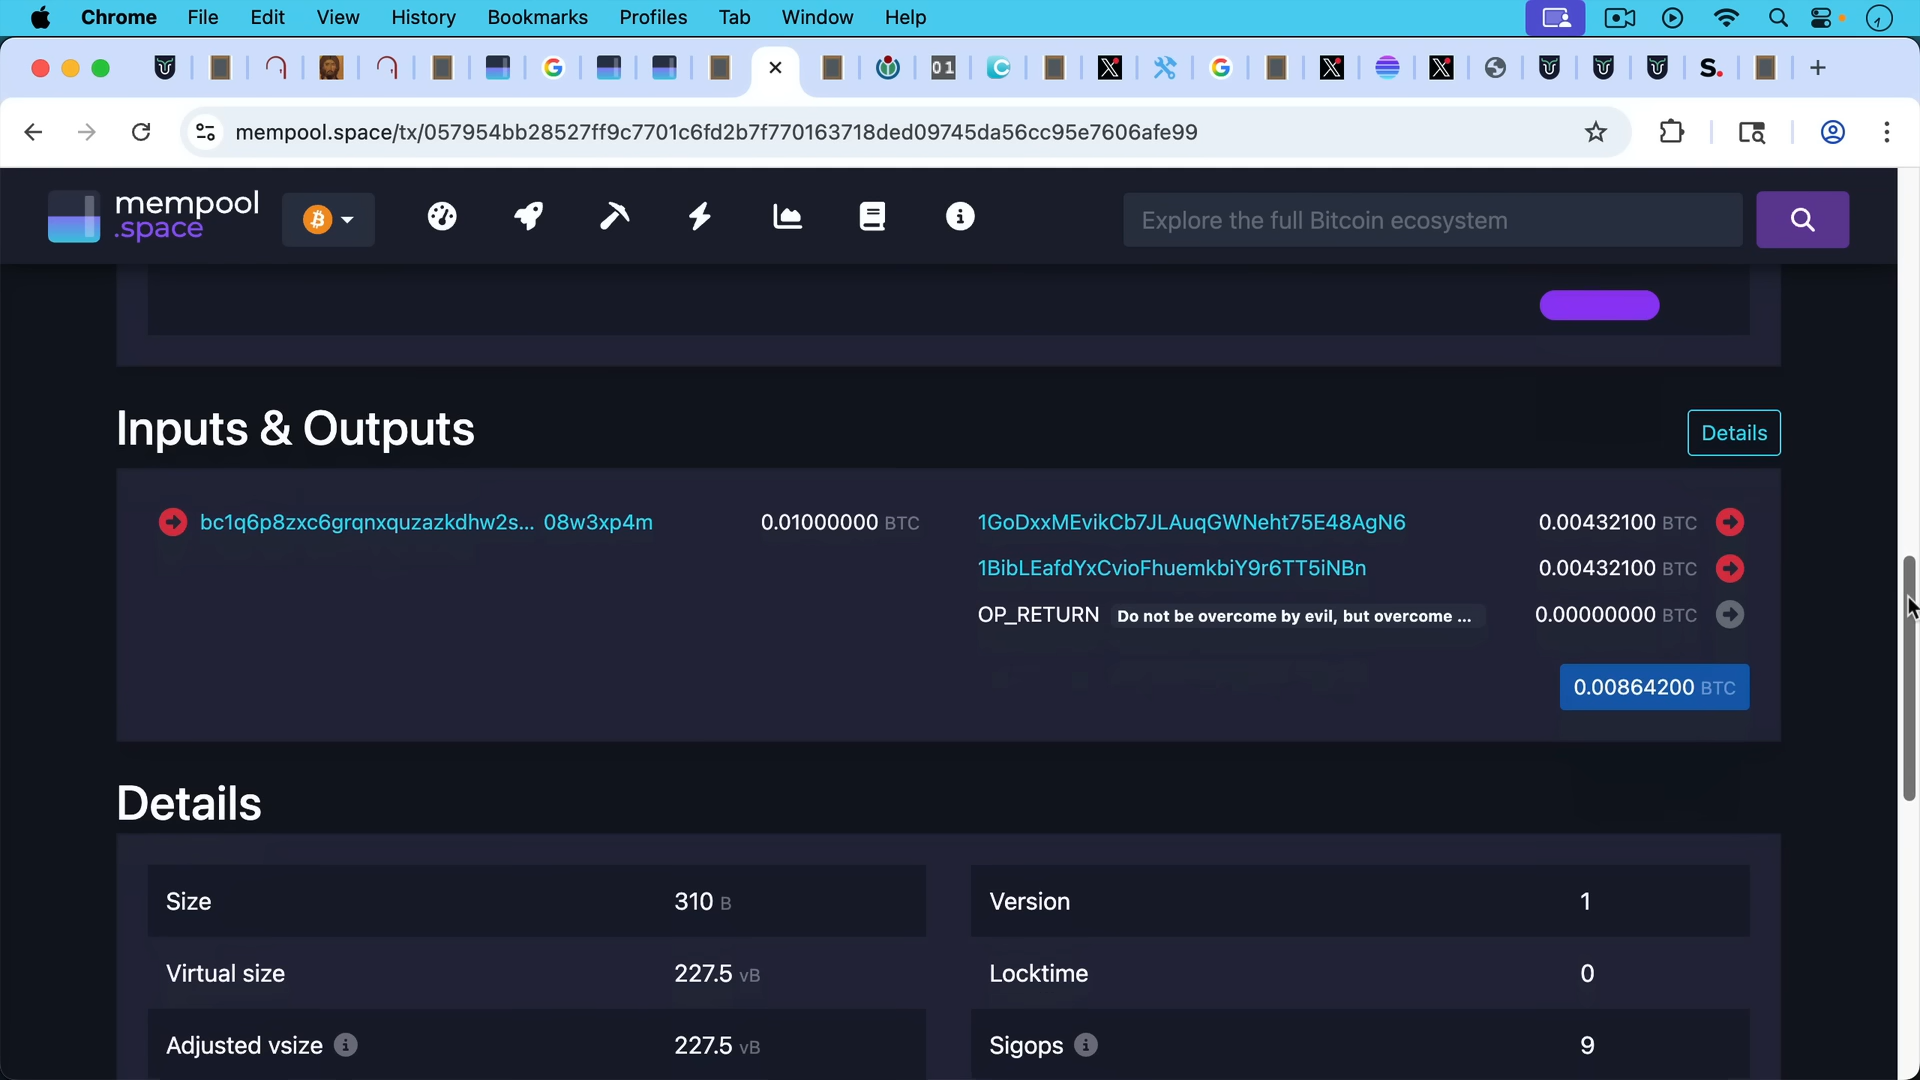 Chrome File Edit View History Bookmarks Profiles Tab Window Help
01 S.
mempool.space/tx/057954bb28527ff9c7701c6fd2b7f770163718ded09745da56cc95e7606afe99
mempool
.space
Explore the full Bitcoin ecosystem
Inputs & Outputs
Details
bc1q6p8zxc6grqnxquzazkdhw2s... 08w3xp4m 0.01000000 BTC
1GoDxxMEvikCb7JLAuqGWNeht75E48AgN6 0.00432100 BTC
1BibLEafdYxCvioFhuemkbiY9r6TT5iNBn 0.00432100 BTC
OP_RETURN Do not be overcome by evil, but overcome ... 0.00000000 BTC
0.00864200 BTC
Details
Size 310 B Version 1
Virtual size 227.5 vB Locktime 0
Adjusted vsize 227.5 vB Sigops 9